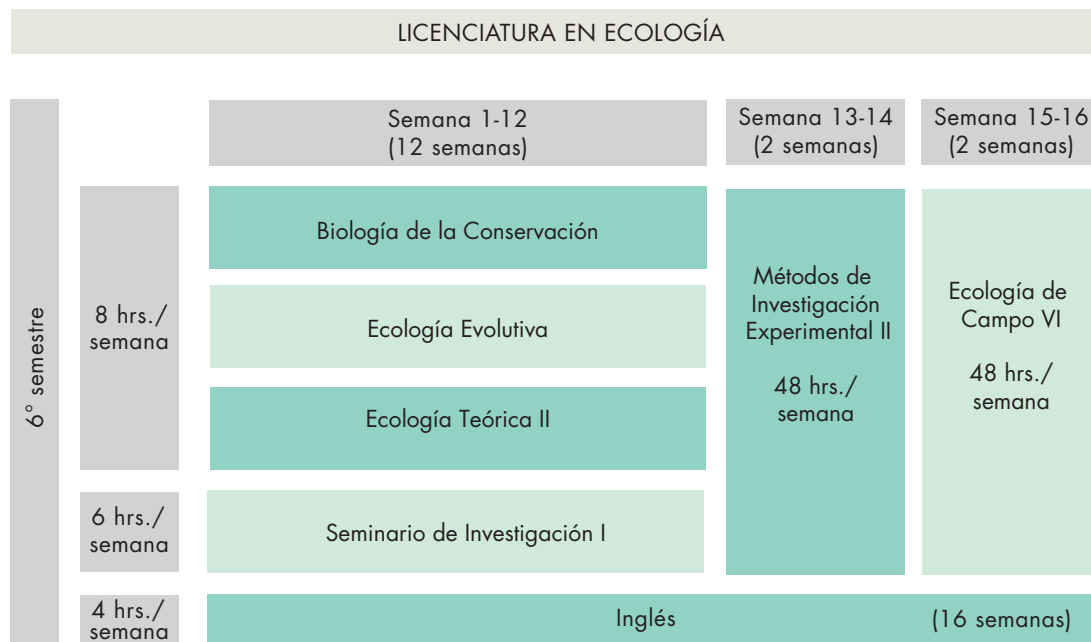 LICENCIATURA EN ECOLOGÍA
Semana 1-12
(12 semanas)
Semana 13-14
(2 semanas)
Semana 15-16
(2 semanas)
6° semestre
8 hrs./
semana
Biología de la Conservación
Ecología Evolutiva
Ecología Teórica II
Métodos de
Investigación
Experimental II
48 hrs./
semana
Ecología de
Campo VI
48 hrs./
semana
6 hrs./
semana
Seminario de Investigación I
4 hrs./
semana
Inglés
(16 semanas)